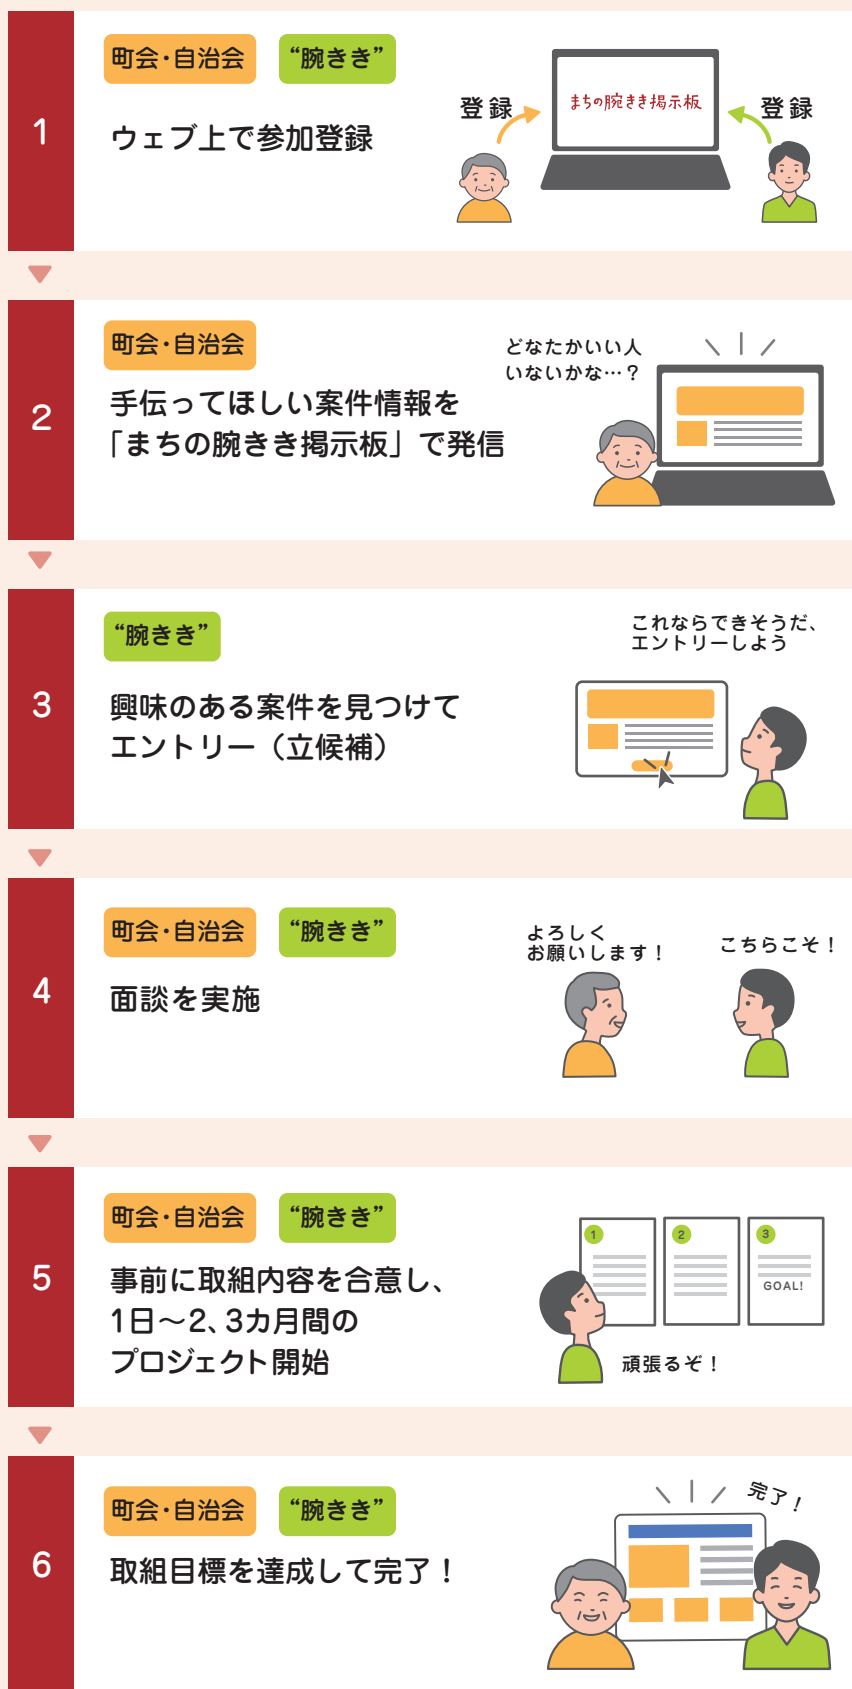 1
町会・自治会
“腕きき”
ウェブ上で参加登録
登録
まちの腕きき掲示板
登録
2
町会・自治会
手伝ってほしい案件情報を
「まちの腕きき掲示板」で発信
どなたかいい人
いないかな…？
3
“腕きき”
興味のある案件を見つけて
エントリー（立候補）
これならできそうだ、
エントリーしよう
4
町会・自治会
“腕きき”
面談を実施
よろしく
お願いします！
こちらこそ！
5
町会・自治会
“腕きき”
事前に取組内容を合意し、
1日～2、3カ月間の
プロジェクト開始
1
2
3
GOAL!
頑張るぞ！
6
町会・自治会
“腕きき”
取組目標を達成して完了！
完了！